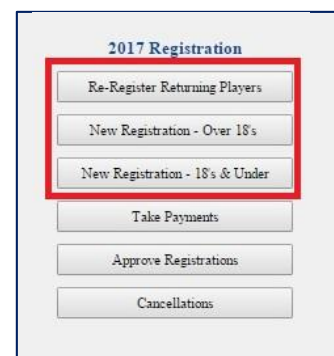 2017 Registration
Re-Register Returning Players
New Registration - Over 18's
New Registration - 18's & Under
Take Payments
Approve Registrations
Cancellations